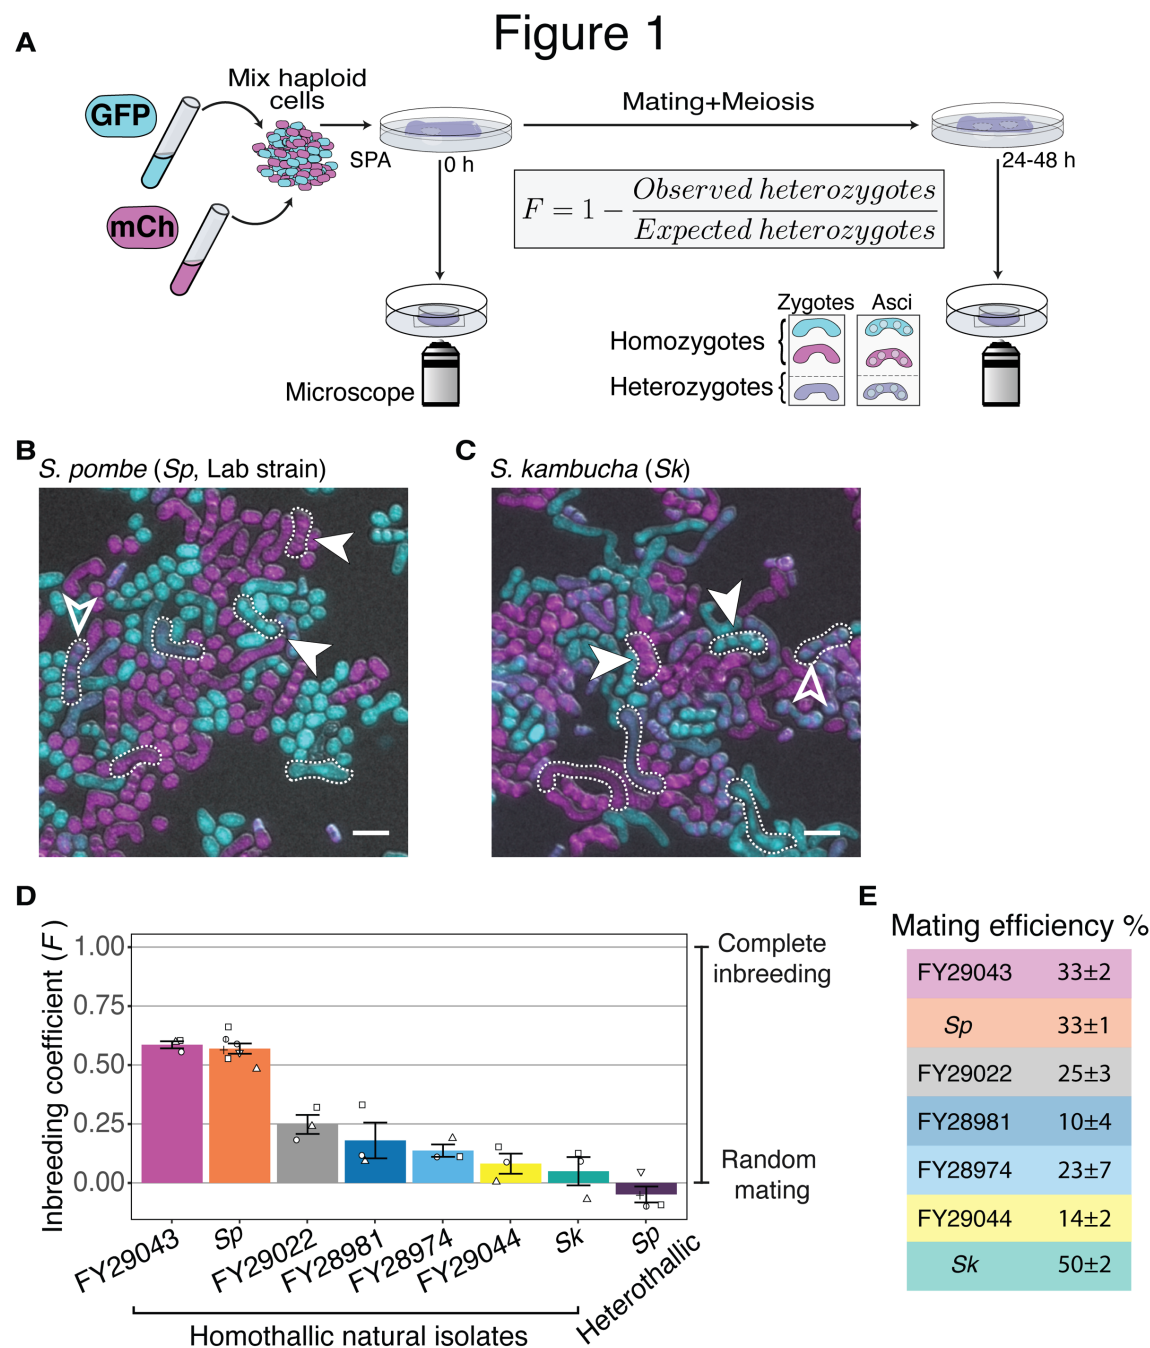 Figure 1
A
GFP
mCh
Mix haploid
cells
SPA
0 h
Mating+Meiosis
24-48 h
F = 1 − Observed heterozygotes
Expected heterozygotes
Microscope
Zygotes Asci
Homozygotes
Heterozygotes
B
S. pombe (Sp, Lab strain)
C
S. kambucha (Sk)
D
Inbreeding coefficient (F)
1.00
0.75
0.50
0.25
0.00
Complete
inbreeding
Random
mating
FY29043
Sp
FY29022
FY28981
FY28974
FY29044
Sk
Sp
Heterothallic
Homothallic natural isolates
E
Mating efficiency %
FY29043 33±2
Sp 33±1
FY29022 25±3
FY28981 10±4
FY28974 23±7
FY29044 14±2
Sk 50±2